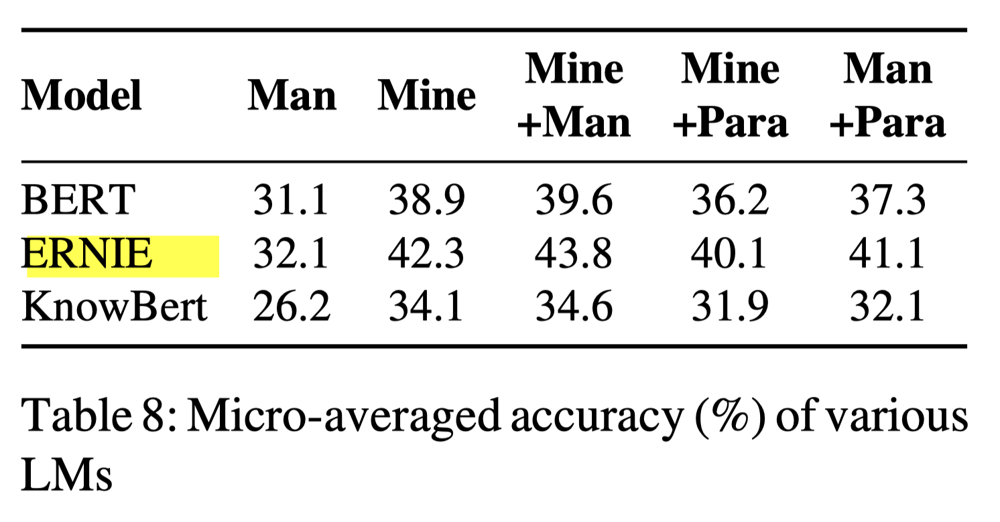 Model Man Mine Mine +Man Mine +Para Man +Para
BERT 31.1 38.9 39.6 36.2 37.3
ERNIE 32.1 42.3 43.8 40.1 41.1
KnowBert 26.2 34.1 34.6 31.9 32.1
Table 8: Micro-averaged accuracy (%) of various
LMs